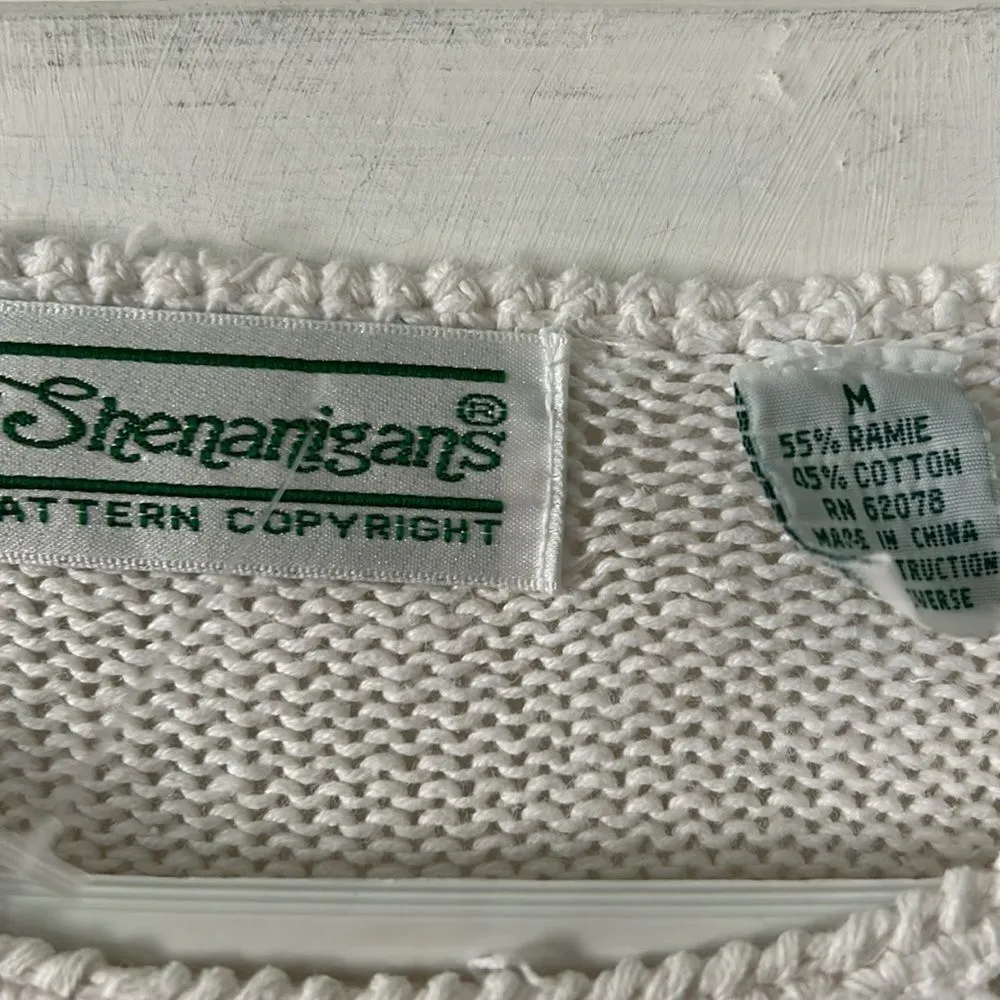 Shenanigans®
ATTERN COPYRIGHT
M
55% RAMIE
45% COTTON
RN 62078
MADE IN CHINA
TRUCTION
VERSE